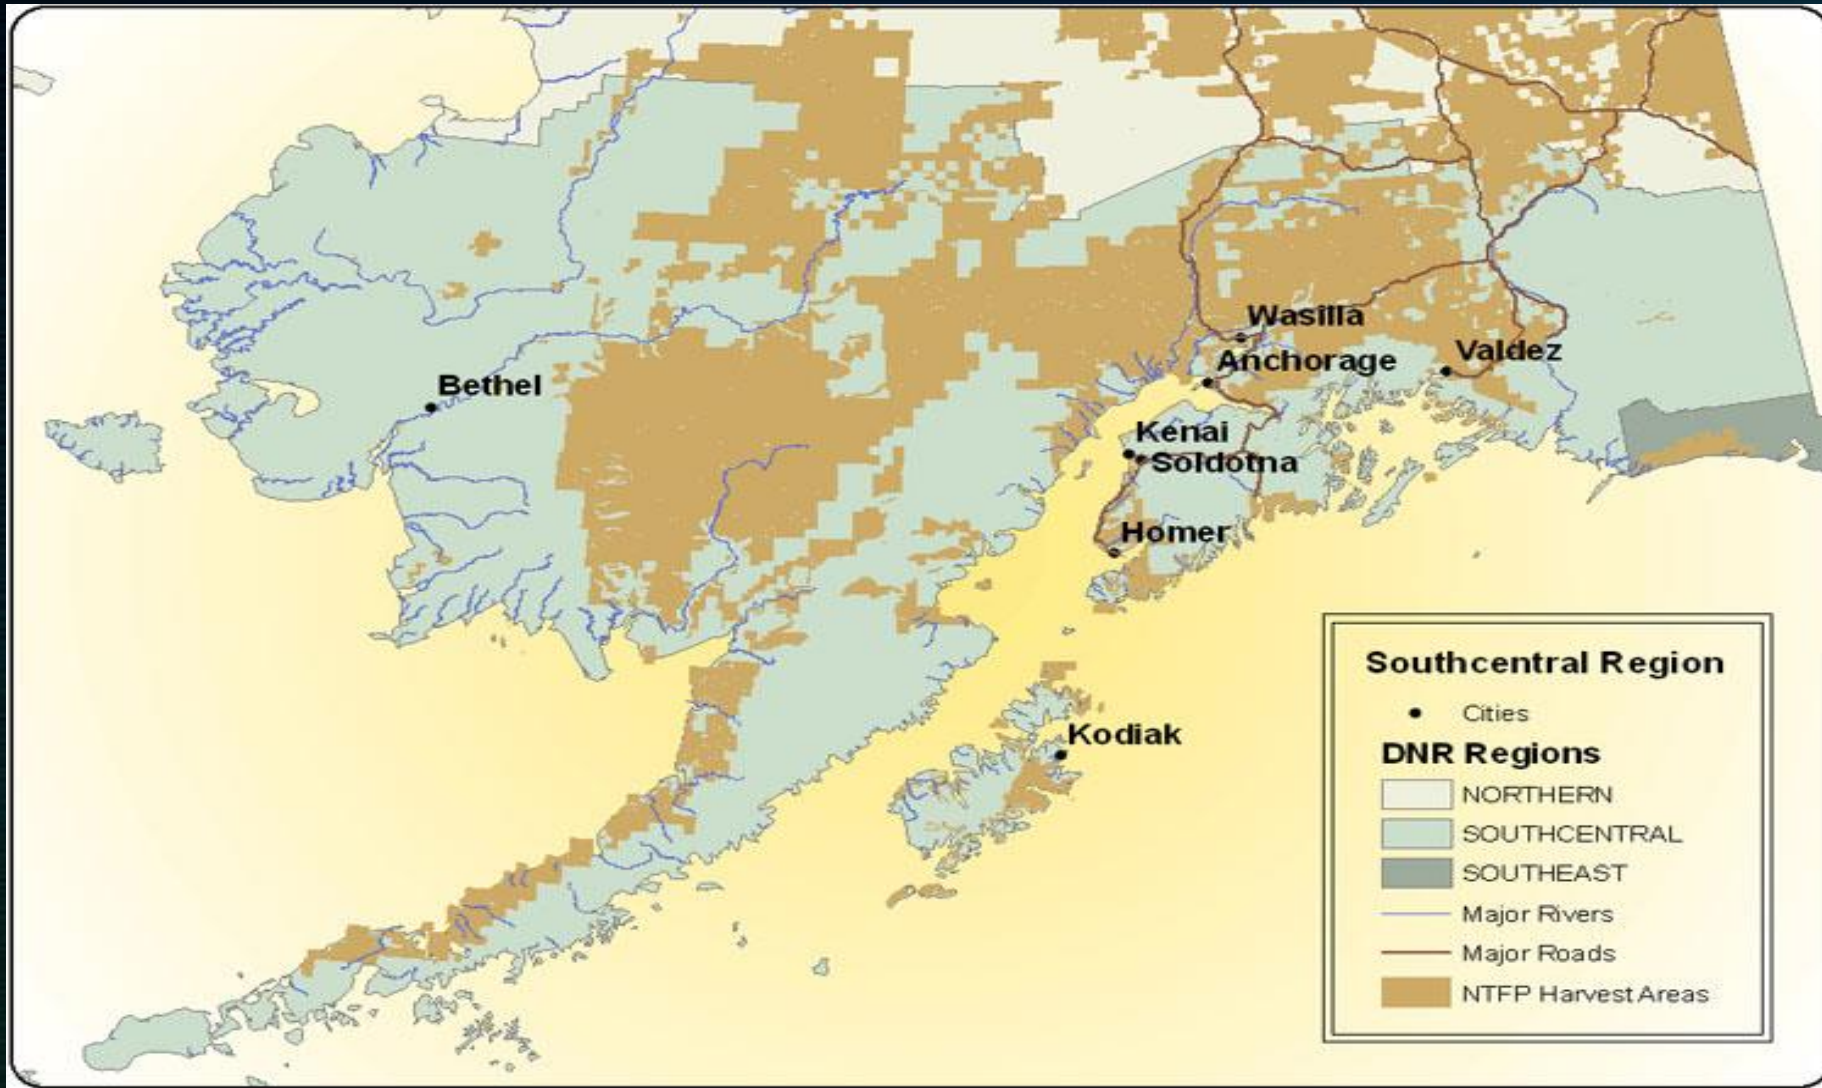 Wasilla
Anchorage
Valdez
Bethel
Kenai
Soldotna
Homer
Kodiak
Southcentral Region
Cities
DNR Regions
NORTHERN
SOUTHCENTRAL
SOUTHEAST
Major Rivers
Major Roads
NTFP Harvest Areas